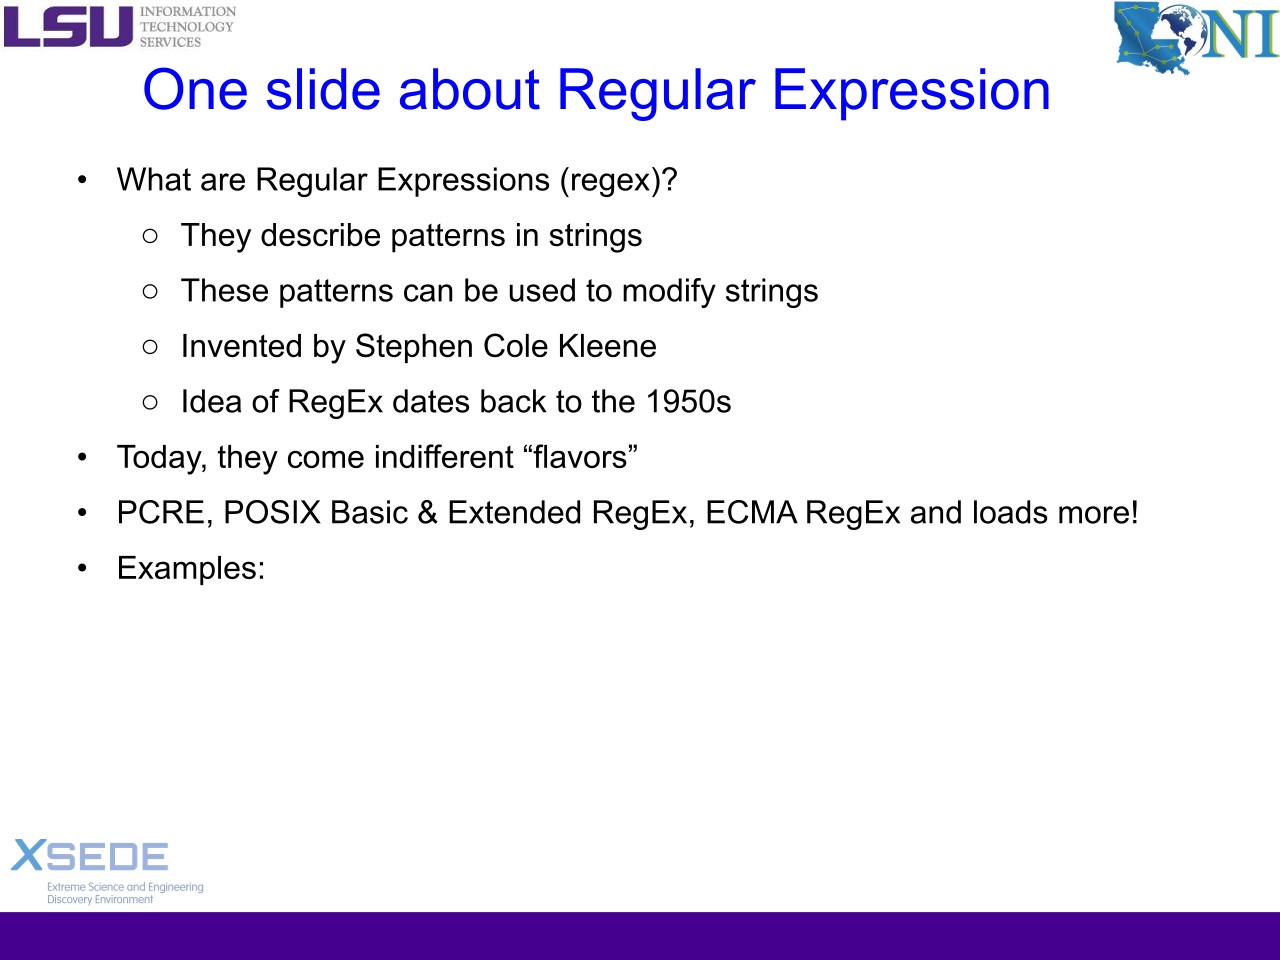 LSU INFORMATION
TECHNOLOGY
SERVICES
LONI
One slide about Regular Expression
• What are Regular Expressions (regex)?
○ They describe patterns in strings
○ These patterns can be used to modify strings
○ Invented by Stephen Cole Kleene
○ Idea of RegEx dates back to the 1950s
• Today, they come indifferent “flavors”
• PCRE, POSIX Basic & Extended RegEx, ECMA RegEx and loads more!
• Examples:
XSEDE
Extreme Science and Engineering
Discovery Environment